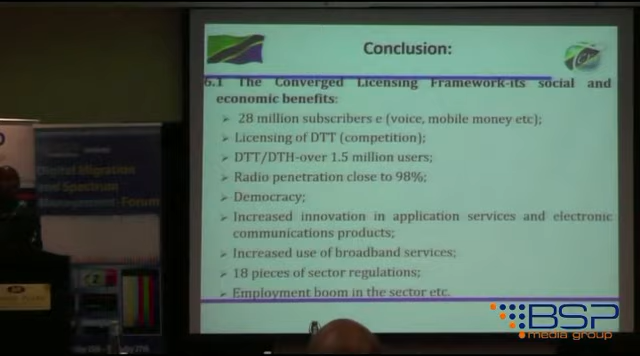 Conclusion:
6.1 The Converged Licensing Framework-its social and
economic benefits:
➢ 28 million subscribers e (voice, mobile money etc);
➢ Licensing of DTT (competition);
➢ DTT/DTH-over 1.5 million users;
➢ Radio penetration close to 98%;
➢ Democracy;
➢ Increased innovation in application services and electronic
communications products;
➢ Increased use of broadband services;
➢ 18 pieces of sector regulations;
➢ Employment boom in the sector etc.
Digital Migration
and Spectrum
Management Forum
BSP
media group